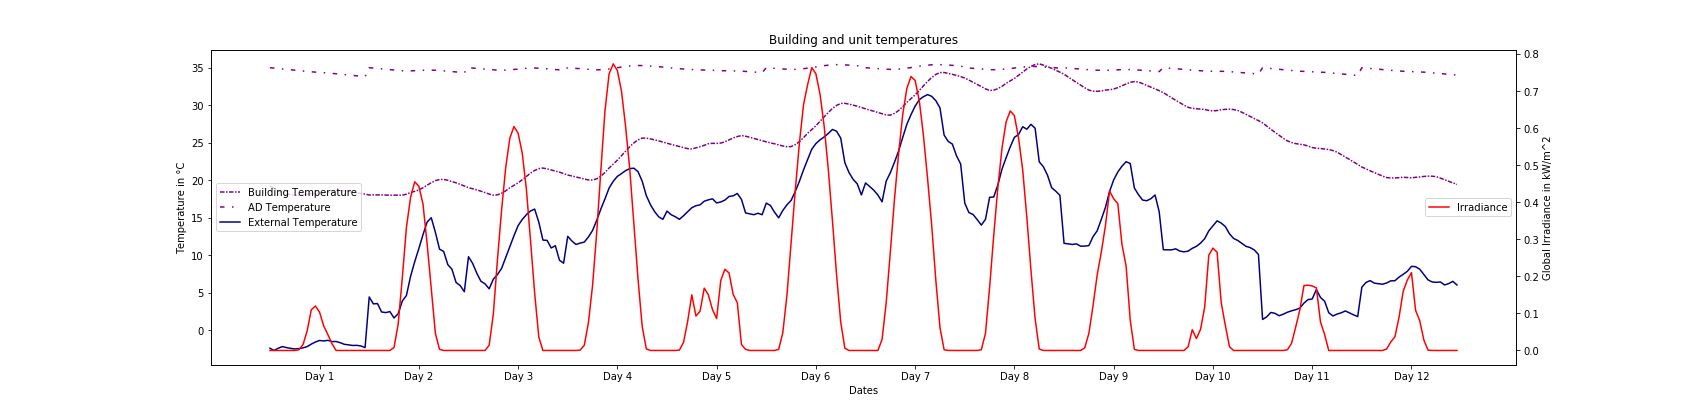 Building and unit temperatures
Temperature in °C
35
30
25
20
15
10
5
0
Building Temperature
AD Temperature
External Temperature
Irradiance
0.8
0.7
0.6
0.5
0.4
0.3
0.2
0.1
0.0
Global Irradiance in kW/m^2
Day 1 Day 2 Day 3 Day 4 Day 5 Day 6 Day 7 Day 8 Day 9 Day 10 Day 11 Day 12
Dates